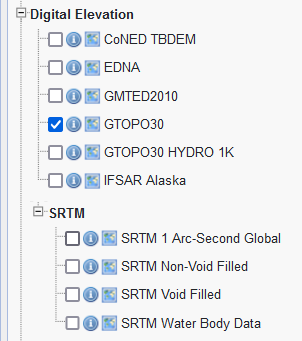 Digital Elevation
CoNED TBDEM
EDNA
GMTED2010
GTOPO30
GTOPO30 HYDRO 1K
IFSAR Alaska
SRTM
SRTM 1 Arc-Second Global
SRTM Non-Void Filled
SRTM Void Filled
SRTM Water Body Data